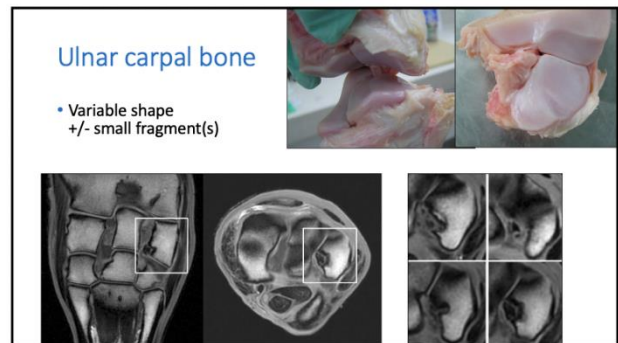 Ulnar carpal bone
• Variable shape
+/- small fragment(s)